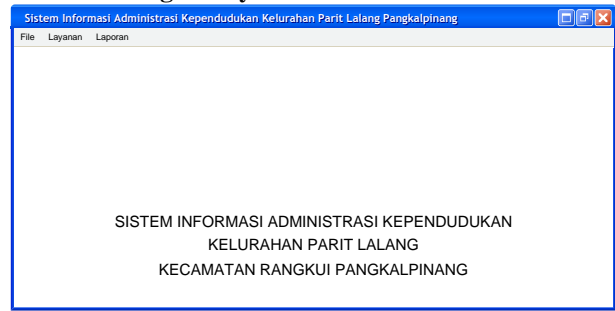 Sistem Informasi Administrasi Kependudukan Kelurahan Parit Lalang Pangkalpinang
File Layanan Laporan
SISTEM INFORMASI ADMINISTRASI KEPENDUDUKAN
KELURAHAN PARIT LALANG
KECAMATAN RANGKUI PANGKALPINANG